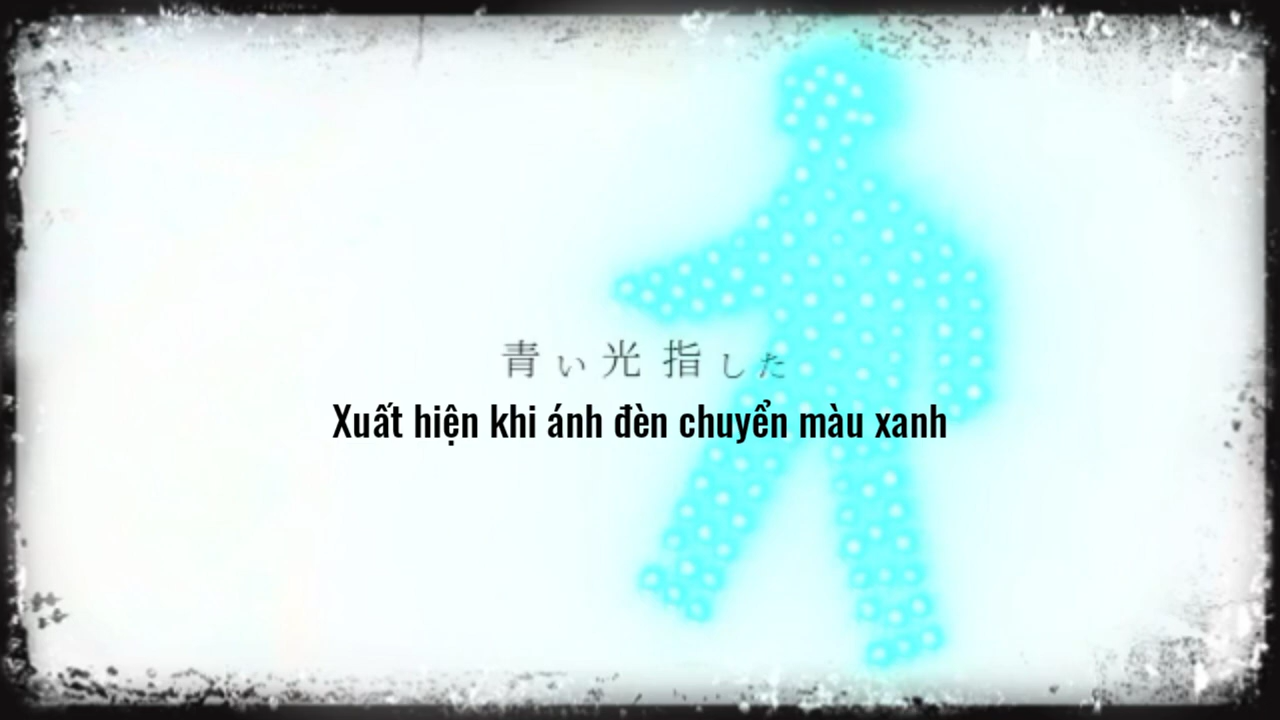 青い光 指した
Xuất hiện khi ánh đèn chuyển màu xanh